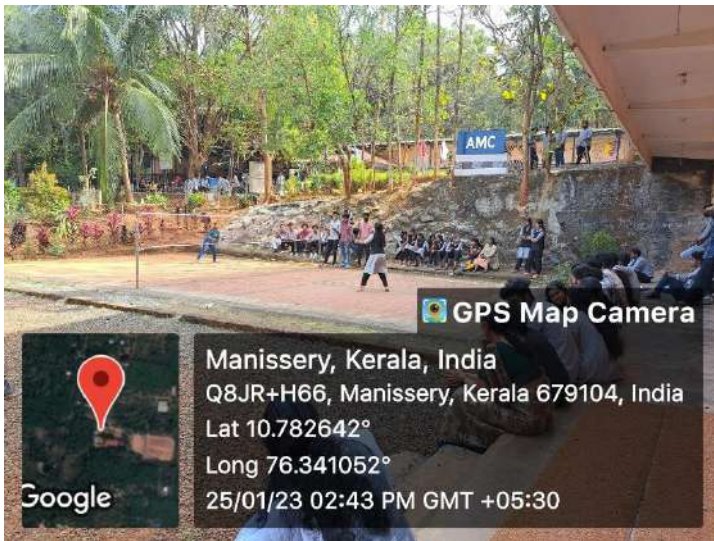 AMC
GPS Map Camera
Manissery, Kerala, India
Q8JR+H66, Manissery, Kerala 679104, India
Lat 10.782642°
Long 76.341052°
25/01/23 02:43 PM GMT +05:30
Google